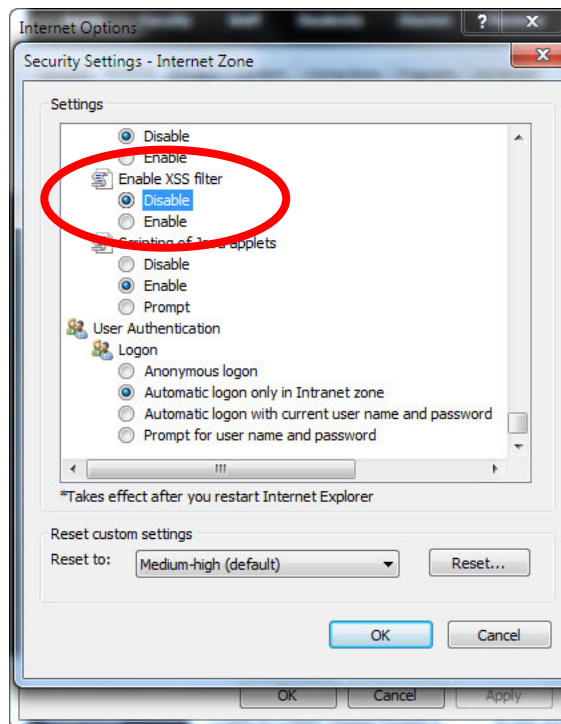 Internet Options
Security Settings - Internet Zone
Settings
Disable
Enable
Enable XSS filter
Disable
Enable
Scripting of Java applets
Disable
Enable
Prompt
User Authentication
Logon
Anonymous logon
Automatic logon only in Intranet zone
Automatic logon with current user name and password
Prompt for user name and password
*Takes effect after you restart Internet Explorer
Reset custom settings
Reset to: Medium-high (default) Reset...
OK Cancel
OK Cancel Apply